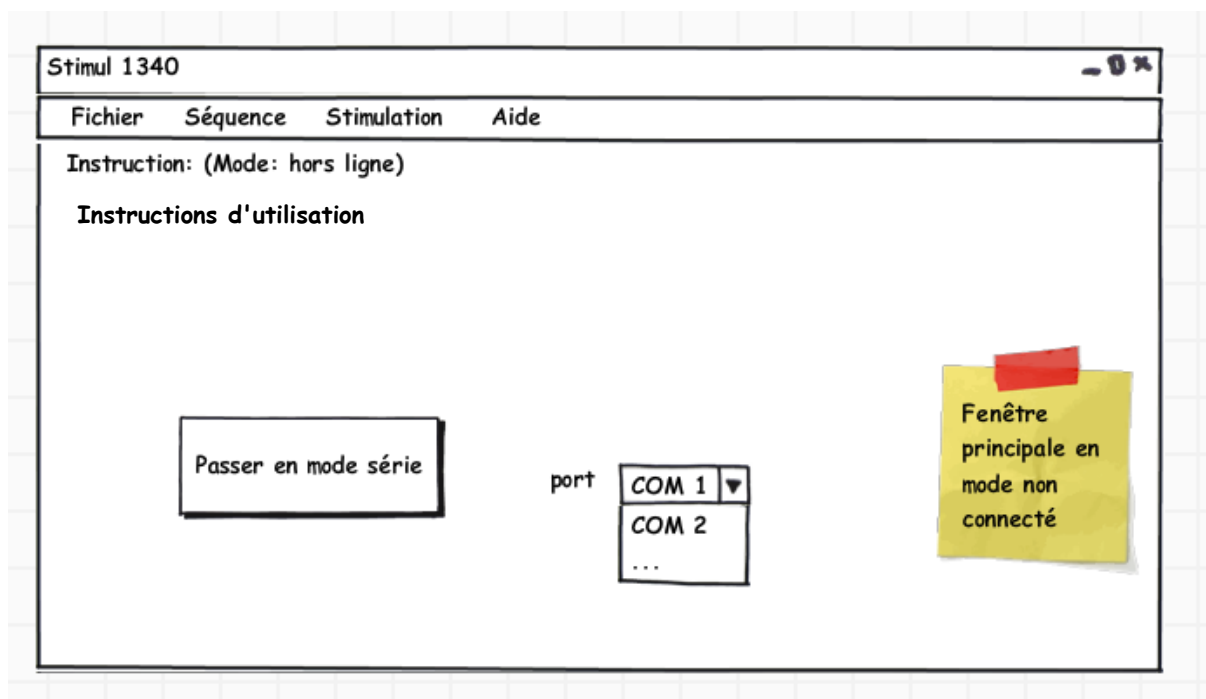 Stimul 1340
Fichier Séquence Stimulation Aide
Instruction: (Mode: hors ligne)
Instructions d'utilisation
Passer en mode série
port
COM 1
COM 2
...
Fenêtre
principale en
mode non
connecté